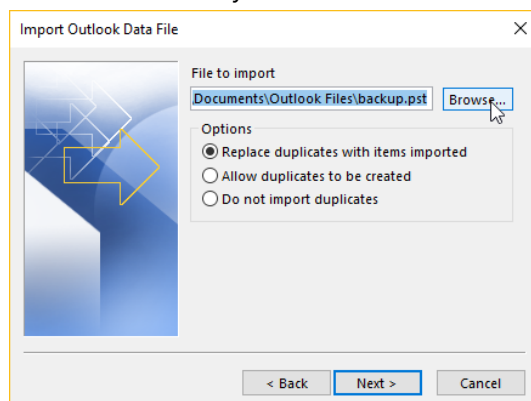 Import Outlook Data File
File to import
Documents\Outlook Files\backup.pst
Browse...
Options
Replace duplicates with items imported
Allow duplicates to be created
Do not import duplicates
< Back
Next >
Cancel